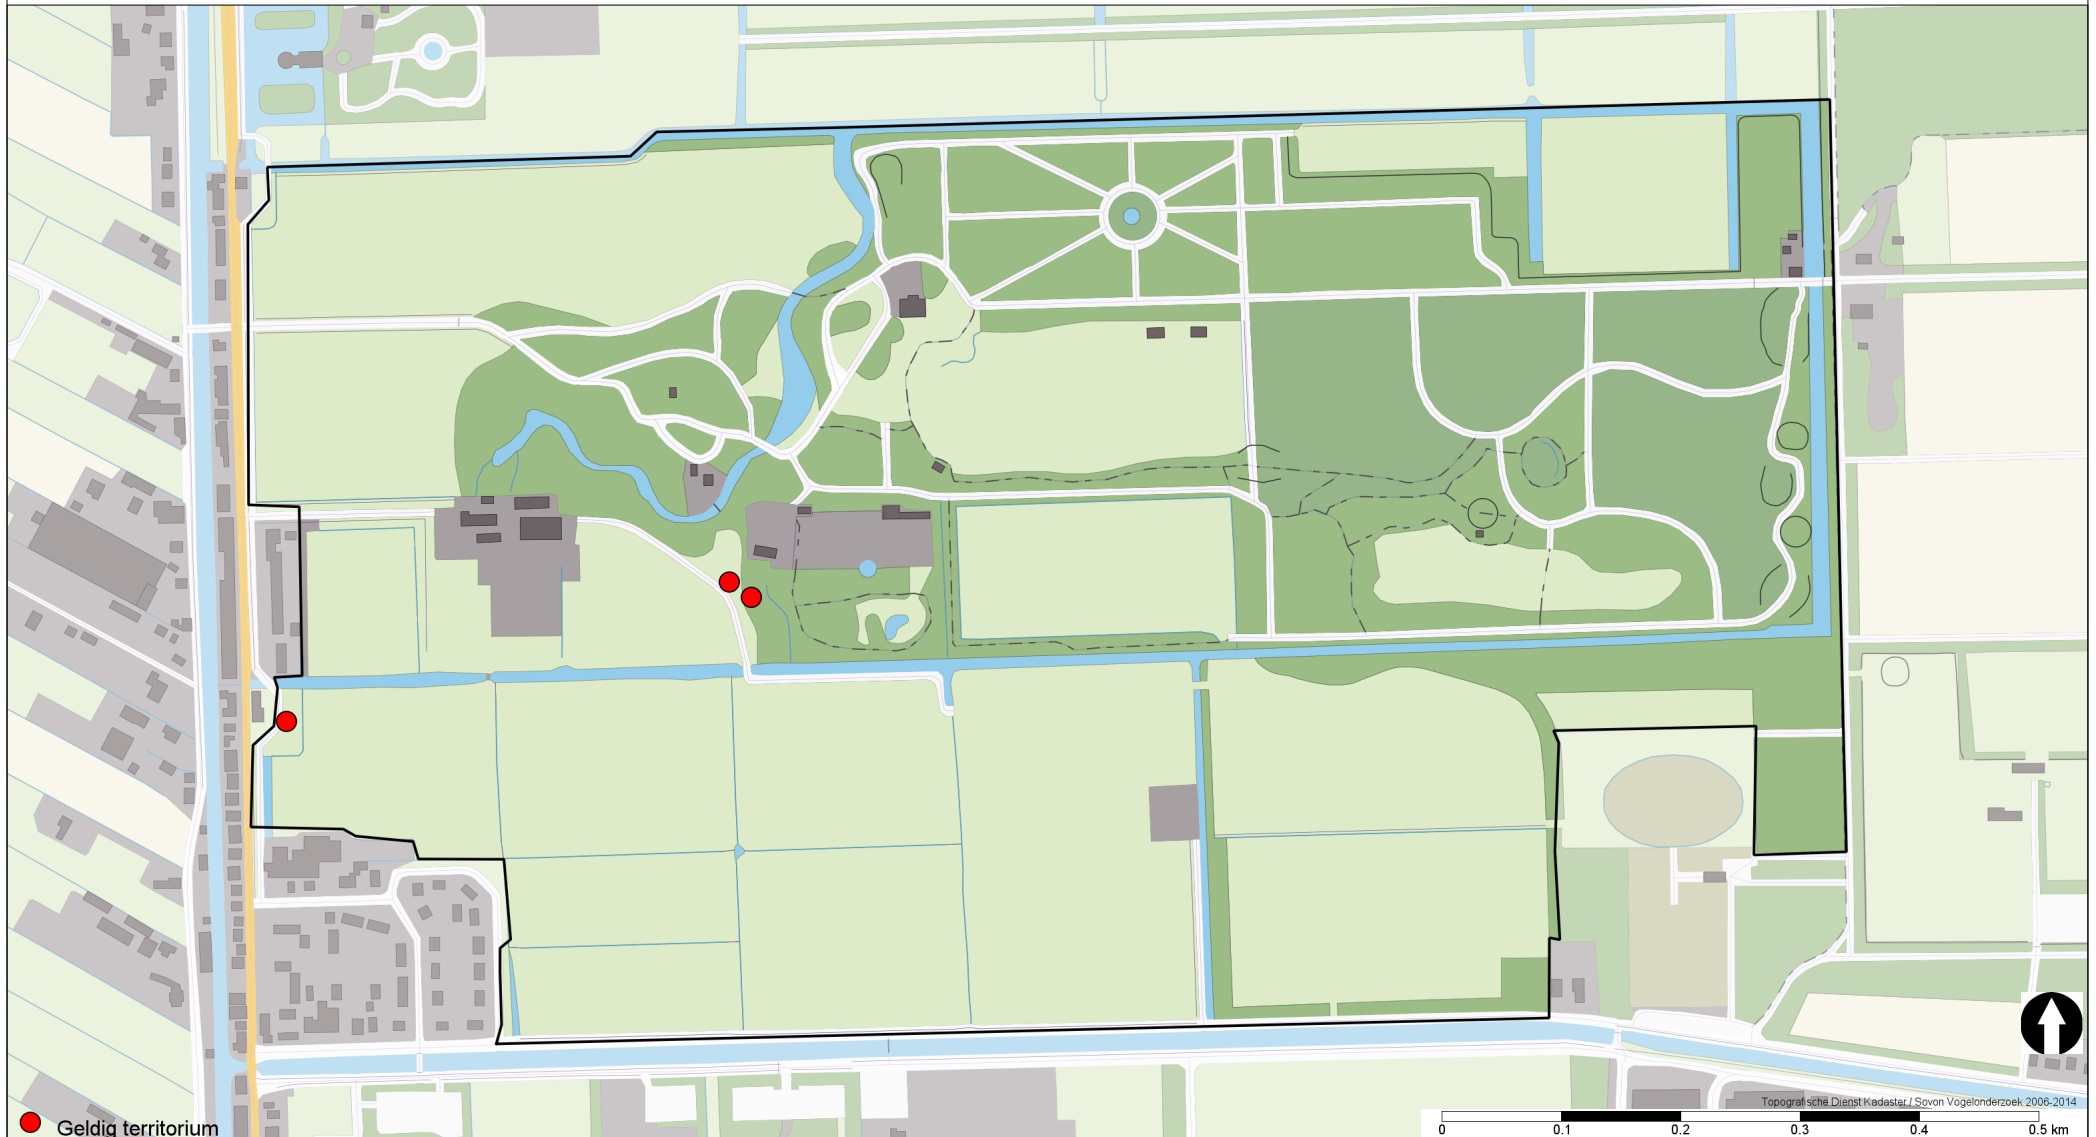 Topografische Dienst Kadaster / Sovon Vogelonderzoek 2006-2014
Geldig territorium
0 0.1 0.2 0.3 0.4 0.5 km